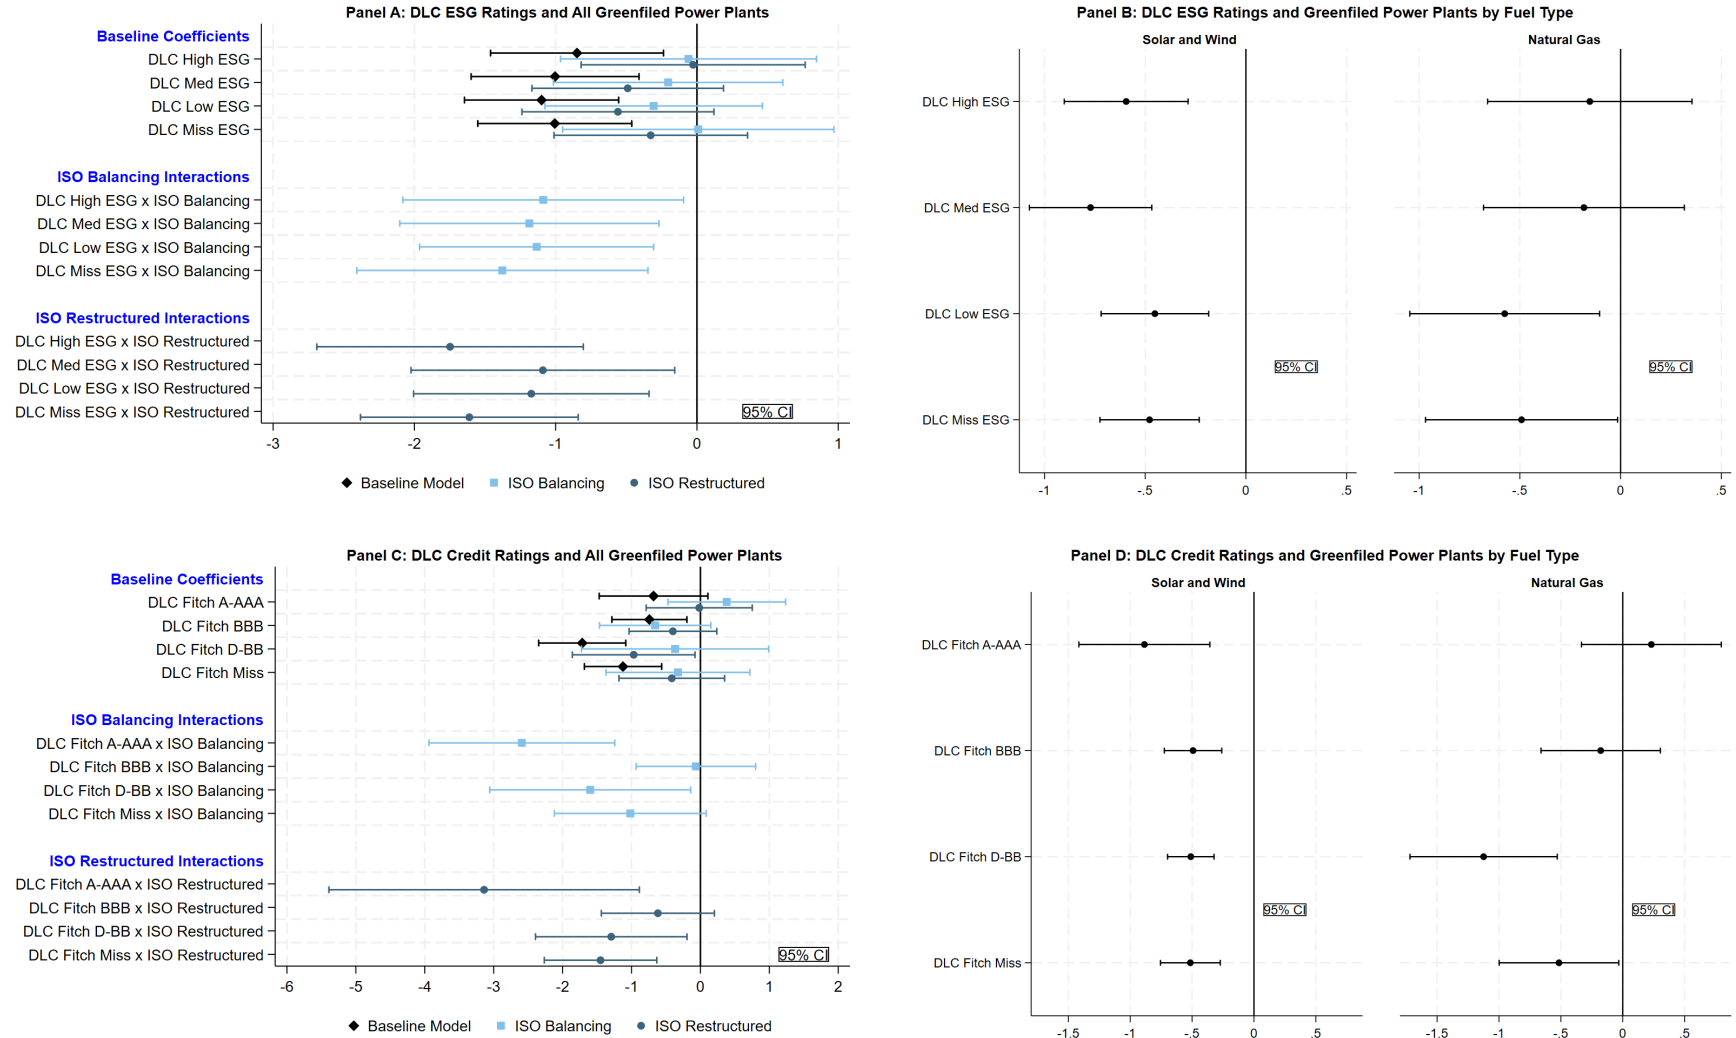 Panel A: DLC ESG Ratings and All Greenfiled Power Plants
Baseline Coefficients
DLC High ESG
DLC Med ESG
DLC Low ESG
DLC Miss ESG
ISO Balancing Interactions
DLC High ESG x ISO Balancing
DLC Med ESG x ISO Balancing
DLC Low ESG x ISO Balancing
DLC Miss ESG x ISO Balancing
ISO Restructured Interactions
DLC High ESG x ISO Restructured
DLC Med ESG x ISO Restructured
DLC Low ESG x ISO Restructured
DLC Miss ESG x ISO Restructured
95% CI
-3 -2 -1 0 1
Baseline Model ISO Balancing ISO Restructured
Panel B: DLC ESG Ratings and Greenfiled Power Plants by Fuel Type
Solar and Wind Natural Gas
DLC High ESG
DLC Med ESG
DLC Low ESG
95% CI 95% CI
DLC Miss ESG
-1 -.5 0 .5 -1 -.5 0 .5
Panel C: DLC Credit Ratings and All Greenfiled Power Plants
Baseline Coefficients
DLC Fitch A-AAA
DLC Fitch BBB
DLC Fitch D-BB
DLC Fitch Miss
ISO Balancing Interactions
DLC Fitch A-AAA x ISO Balancing
DLC Fitch BBB x ISO Balancing
DLC Fitch D-BB x ISO Balancing
DLC Fitch Miss x ISO Balancing
ISO Restructured Interactions
DLC Fitch A-AAA x ISO Restructured
DLC Fitch BBB x ISO Restructured
DLC Fitch D-BB x ISO Restructured
DLC Fitch Miss x ISO Restructured
95% CI
-6 -5 -4 -3 -2 -1 0 1 2
Baseline Model ISO Balancing ISO Restructured
Panel D: DLC Credit Ratings and Greenfiled Power Plants by Fuel Type
Solar and Wind Natural Gas
DLC Fitch A-AAA
DLC Fitch BBB
DLC Fitch D-BB
95% CI 95% CI
DLC Fitch Miss
-1.5 -1 -.5 0 .5 -1.5 -1 -.5 0 .5